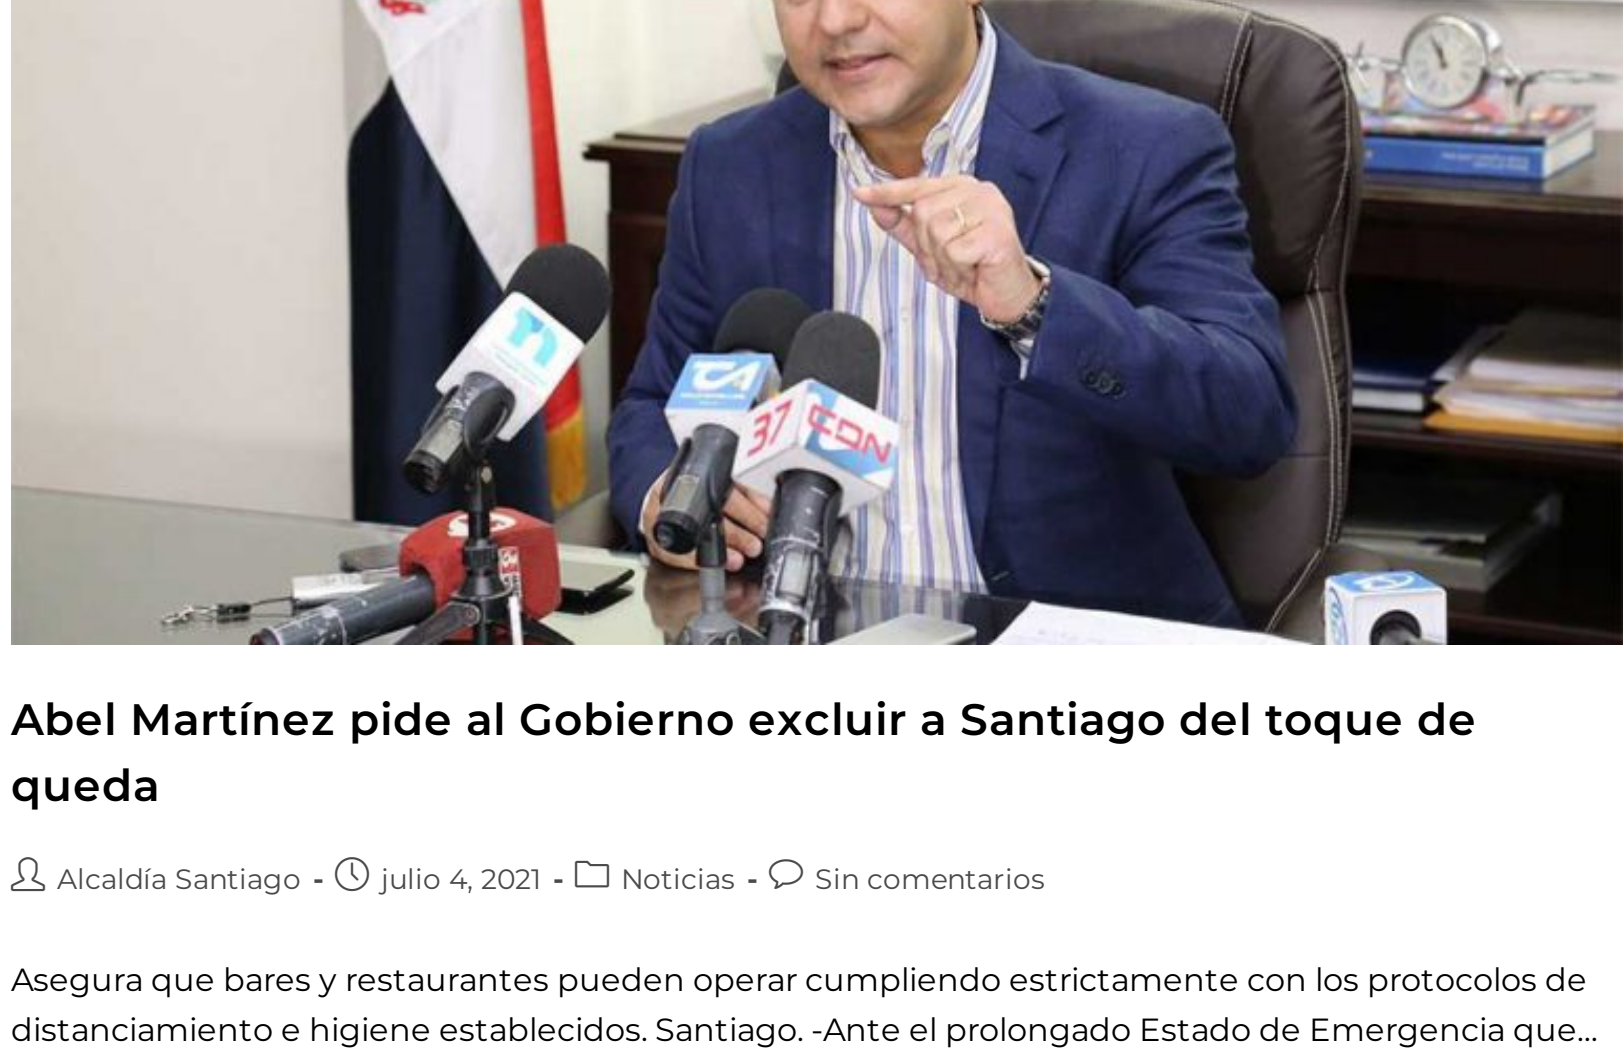 37
CDN
Abel Martínez pide al Gobierno excluir a Santiago del toque de
queda
Alcaldía Santiago - julio 4, 2021 - Noticias - Sin comentarios
Asegura que bares y restaurantes pueden operar cumpliendo estrictamente con los protocolos de
distanciamiento e higiene establecidos. Santiago. -Ante el prolongado Estado de Emergencia que...